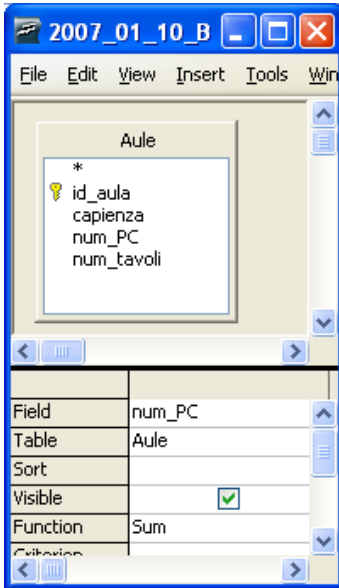 2007_01_10_B
File Edit View Insert Tools Win
Aule
*
id_aula
capienza
num_PC
num_tavoli
Field num_PC
Table Aule
Sort
Visible
Function Sum
Criterion